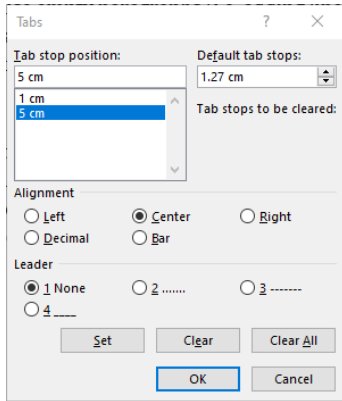 Tabs ? ×
Tab stop position: Default tab stops:
5 cm 1.27 cm
1 cm Tab stops to be cleared:
5 cm
Alignment
Left Center Right
Decimal Bar
Leader
1 None 2 ....... 3 -------
4 ____
Set Clear Clear All
OK Cancel